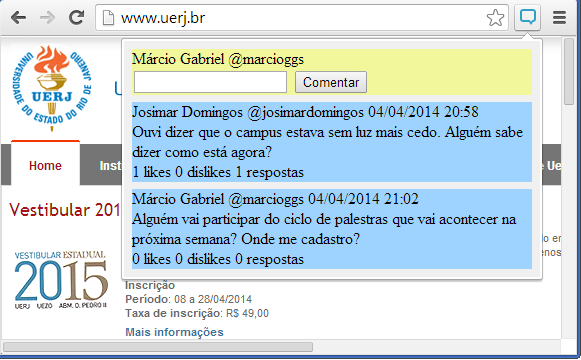 www.uerj.br
UNIVERSIDADE DO ESTADO DO RIO DE JANEIRO
UERJ
U
Márcio Gabriel @marcioggs
Comentar
Josimar Domingos @josimardomingos 04/04/2014 20:58
Ouvi dizer que o campus estava sem luz mais cedo. Alguém sabe
dizer como está agora?
1 likes 0 dislikes 1 respostas
Márcio Gabriel @marcioggs 04/04/2014 21:02
Alguém vai participar do ciclo de palestras que vai acontecer na
próxima semana? Onde me cadastro?
0 likes 0 dislikes 0 respostas
Home
Inst
e Ue
Vestibular 201
VESTIBULAR ESTADUAL
2015
UERJ UEZO ABM. D. PEDRO II
Inscrição
Período: 08 a 28/04/2014
Taxa de inscrição: R$ 49,00
Mais informações